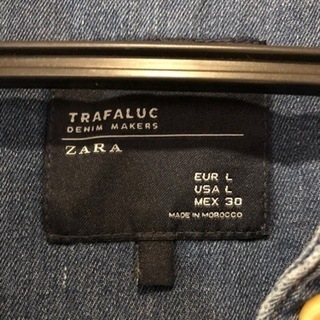 TRAFALUC
DENIM MAKERS
ZARA
EUR L
USA L
MEX 30
MADE IN MOROCCO